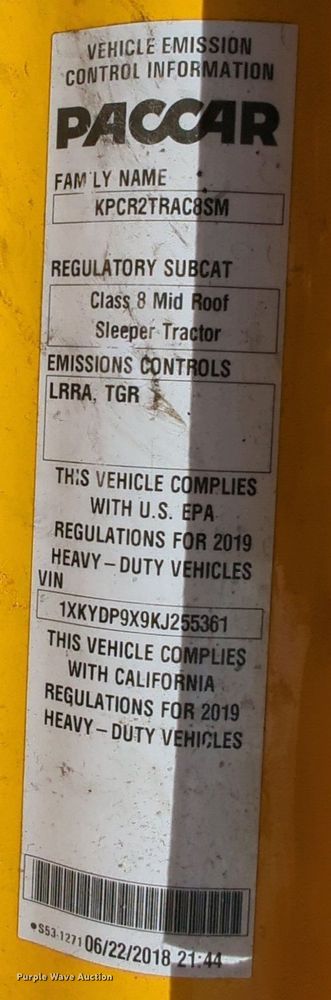 VEHICLE EMISSION
CONTROL INFORMATION
PACCAR
FAMILY NAME
KPCR2TRAC8SM
REGULATORY SUBCAT
Class 8 Mid Roof
Sleeper Tractor
EMISSIONS CONTROLS
LRRA, TGR
THIS VEHICLE COMPLIES
WITH U.S. EPA
REGULATIONS FOR 2019
HEAVY-DUTY VEHICLES
VIN
1XKYDP9X9KJ255361
THIS VEHICLE COMPLIES
WITH CALIFORNIA
REGULATIONS FOR 2019
HEAVY-DUTY VEHICLES
•S53-1271 06/22/2018 21:44
Purple Wave Auction